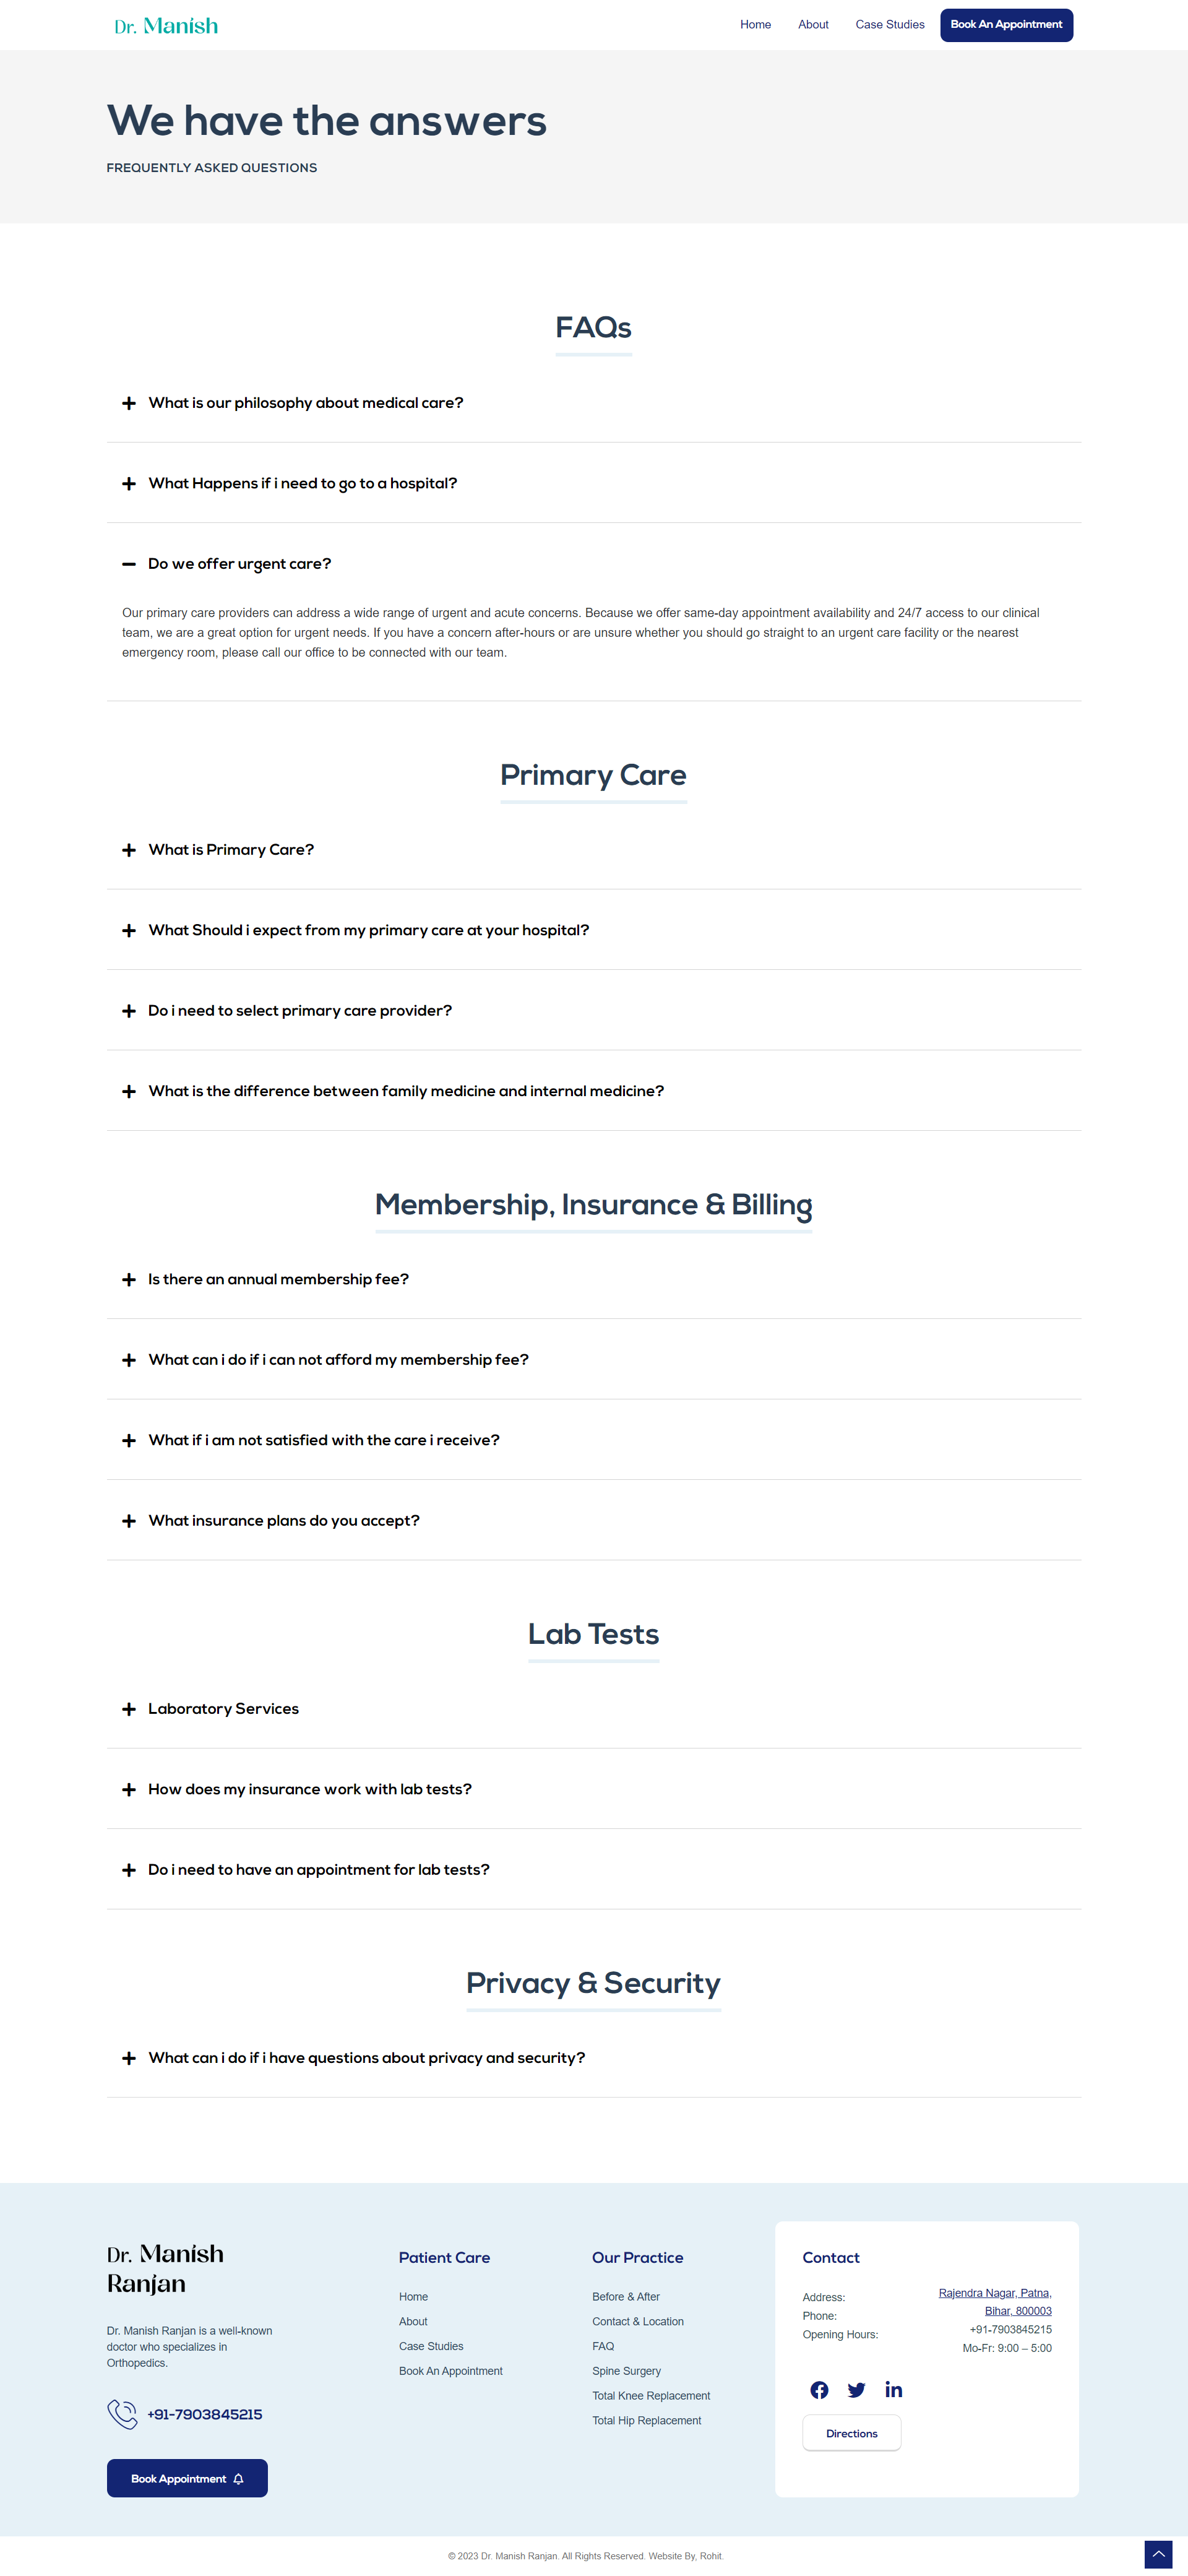 Dr. Manish
Home
About
Case Studies
Book An Appointment
We have the answers
FREQUENTLY ASKED QUESTIONS
FAQs
What is our philosophy about medical care?
What Happens if i need to go to a hospital?
Do we offer urgent care?
Our primary care providers can address a wide range of urgent and acute concerns. Because we offer same-day appointment availability and 24/7 access to our clinical
team, we are a great option for urgent needs. If you have a concern after-hours or are unsure whether you should go straight to an urgent care facility or the nearest
emergency room, please call our office to be connected with our team.
Primary Care
What is Primary Care?
What Should i expect from my primary care at your hospital?
Do i need to select primary care provider?
What is the difference between family medicine and internal medicine?
Membership, Insurance & Billing
Is there an annual membership fee?
What can i do if i can not afford my membership fee?
What if i am not satisfied with the care i receive?
What insurance plans do you accept?
Lab Tests
Laboratory Services
How does my insurance work with lab tests?
Do i need to have an appointment for lab tests?
Privacy & Security
What can i do if i have questions about privacy and security?
Dr. Manish
Ranjan
Dr. Manish Ranjan is a well-known
doctor who specializes in
Orthopedics.
+91-7903845215
Book Appointment
Patient Care
Home
About
Case Studies
Book An Appointment
Our Practice
Before & After
Contact & Location
FAQ
Spine Surgery
Total Knee Replacement
Total Hip Replacement
Contact
Address:
Phone:
Opening Hours:
Rajendra Nagar, Patna,
Bihar, 800003
+91-7903845215
Mo-Fr: 9:00 – 5:00
Directions
© 2023 Dr. Manish Ranjan. All Rights Reserved. Website By, Rohit.